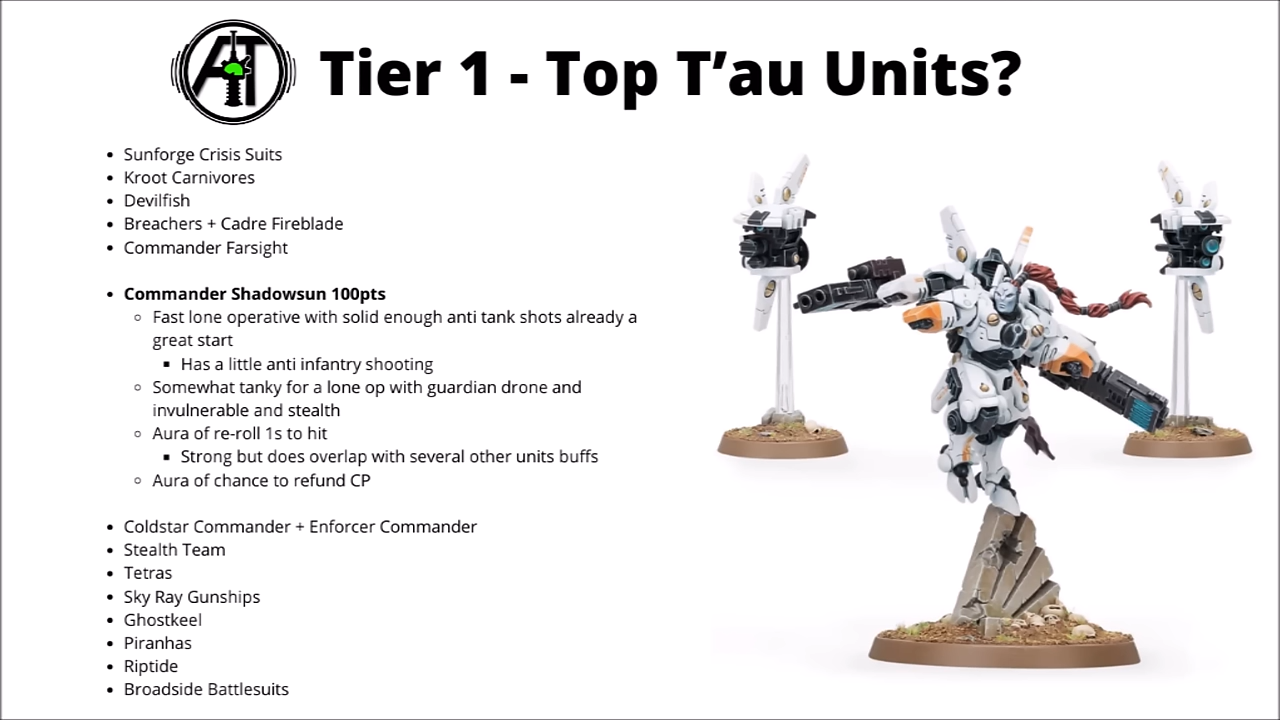 AT
Tier 1 - Top T’au Units?
• Sunforge Crisis Suits
• Kroot Carnivores
• Devilfish
• Breachers + Cadre Fireblade
• Commander Farsight
• Commander Shadowsun 100pts
◦ Fast lone operative with solid enough anti tank shots already a
great start
▪ Has a little anti infantry shooting
◦ Somewhat tanky for a lone op with guardian drone and
invulnerable and stealth
◦ Aura of re-roll 1s to hit
▪ Strong but does overlap with several other units buffs
◦ Aura of chance to refund CP
• Coldstar Commander + Enforcer Commander
• Stealth Team
• Tetras
• Sky Ray Gunships
• Ghostkeel
• Piranhas
• Riptide
• Broadside Battlesuits